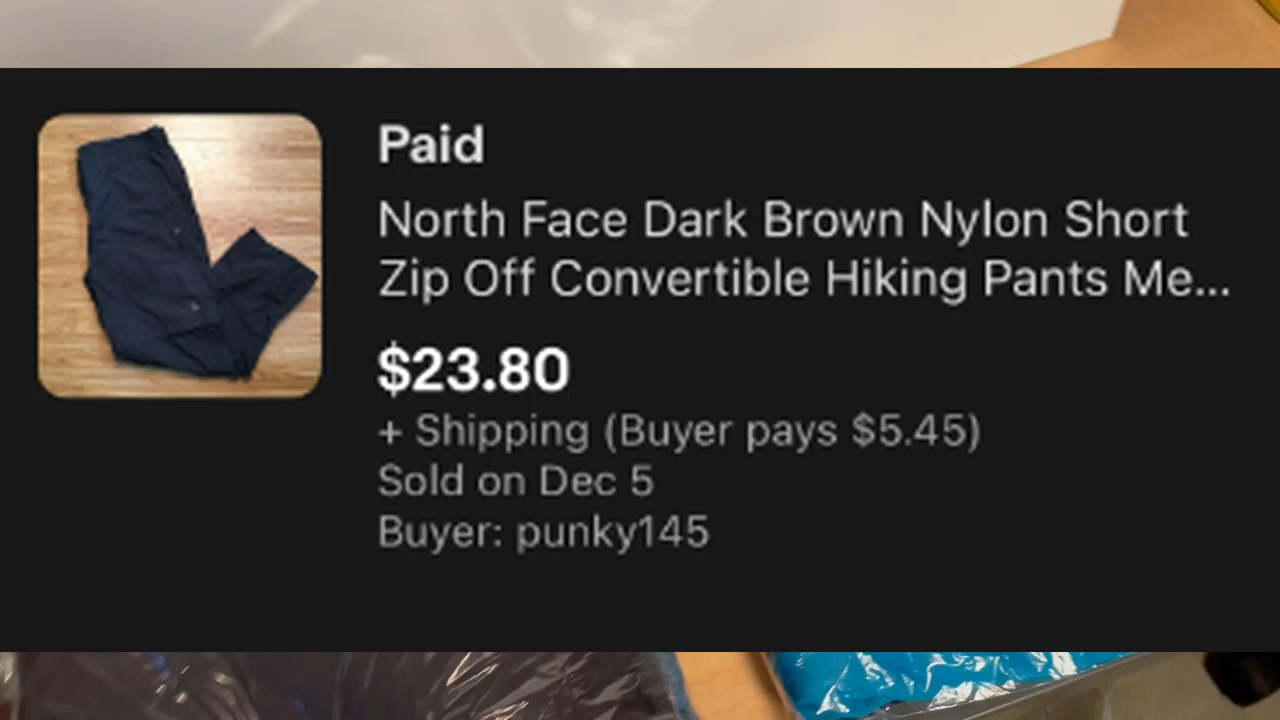 Paid
North Face Dark Brown Nylon Short
Zip Off Convertible Hiking Pants Me...
$23.80
+ Shipping (Buyer pays $5.45)
Sold on Dec 5
Buyer: punky145